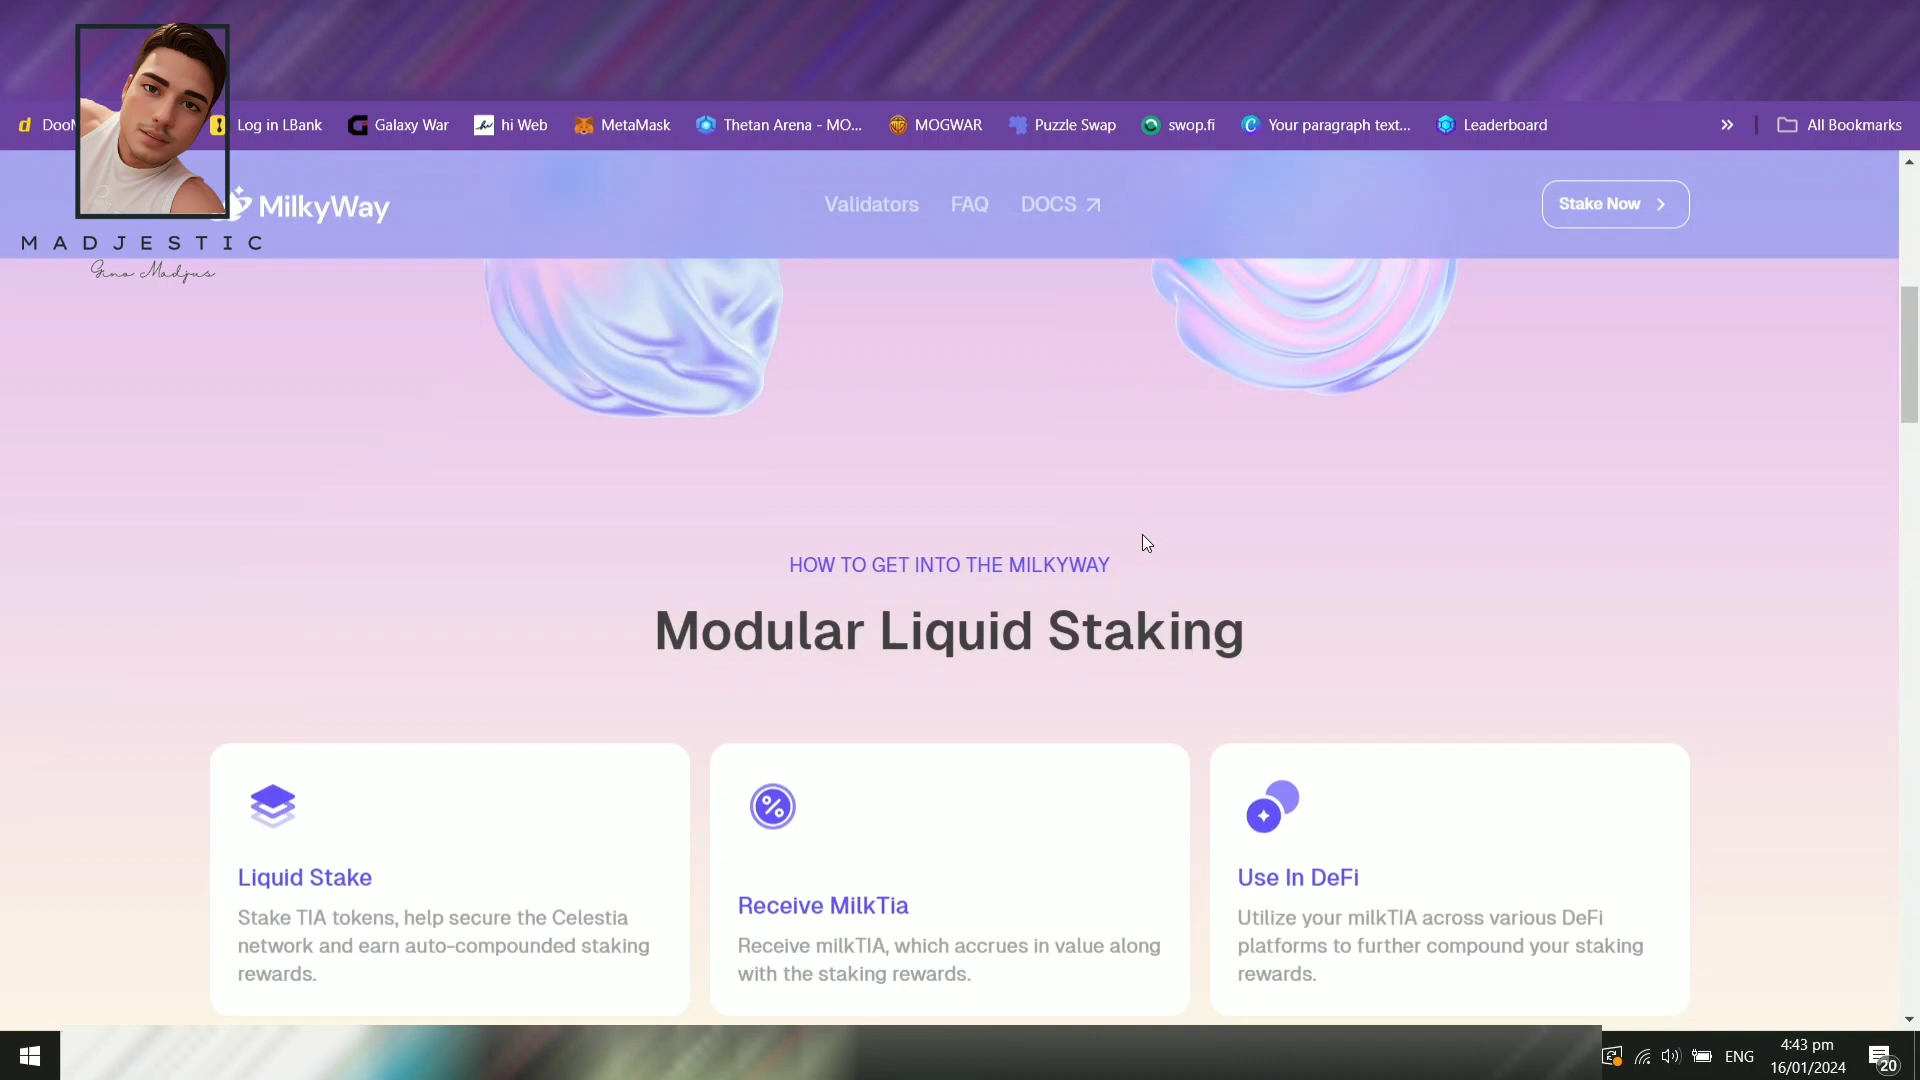 DooM
Log in LBank
Galaxy War
hi Web
MetaMask
Thetan Arena - MO...
MOGWAR
Puzzle Swap
swop.fi
Your paragraph text...
Leaderboard
All Bookmarks
MilkyWay
Validators
FAQ
DOCS
Stake Now
MADJESTIC
Gino Madjus
HOW TO GET INTO THE MILKYWAY
Modular Liquid Staking
Liquid Stake
Stake TIA tokens, help secure the Celestia
network and earn auto-compounded staking
rewards.
Receive MilkTia
Receive milkTIA, which accrues in value along
with the staking rewards.
Use In DeFi
Utilize your milkTIA across various DeFi
platforms to further compound your staking
rewards.
ENG
4:43 pm
16/01/2024
20